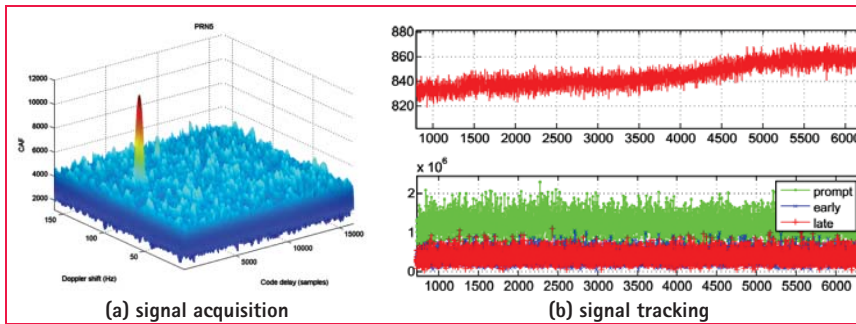 PRN5
12000
10000
8000
6000
4000
2000
CAF
150
100
50
Doppler shift (Hz)
5000
10000
15000
Code delay (samples)
(a) signal acquisition
880
860
840
820
1000 1500 2000 2500 3000 3500 4000 4500 5000 5500 6000
x 10^6
2
1
0
prompt
early
late
1000 1500 2000 2500 3000 3500 4000 4500 5000 5500 6000
(b) signal tracking